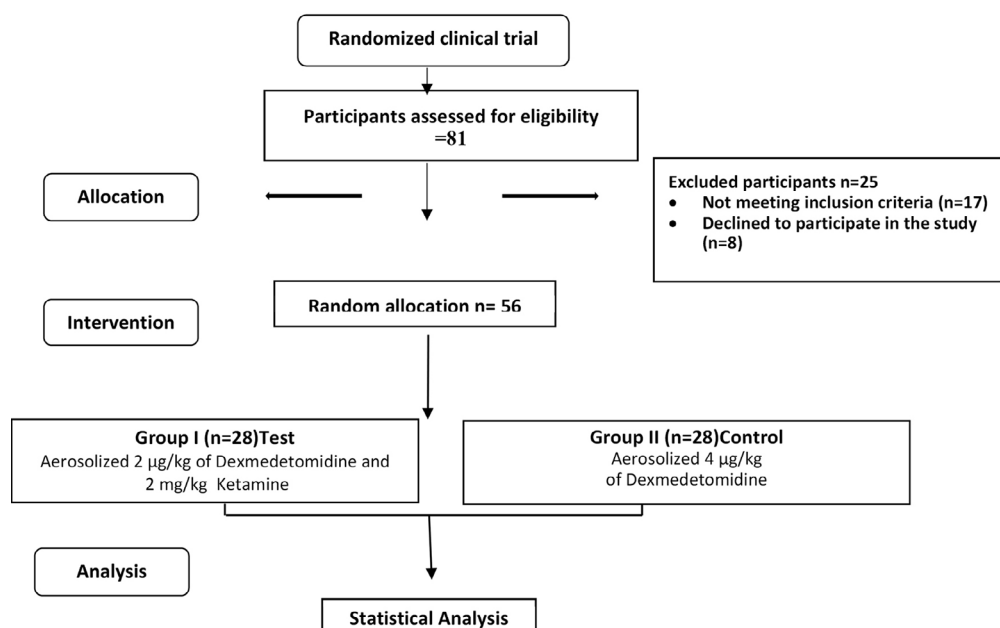 Randomized clinical trial
Participants assessed for eligibility
=81
Allocation
Excluded participants n=25
• Not meeting inclusion criteria (n=17)
• Declined to participate in the study
(n=8)
Random allocation n= 56
Intervention
Group I (n=28)Test
Aerosolized 2 µg/kg of Dexmedetomidine and
2 mg/kg Ketamine
Group II (n=28)Control
Aerosolized 4 µg/kg
of Dexmedetomidine
Analysis
Statistical Analysis